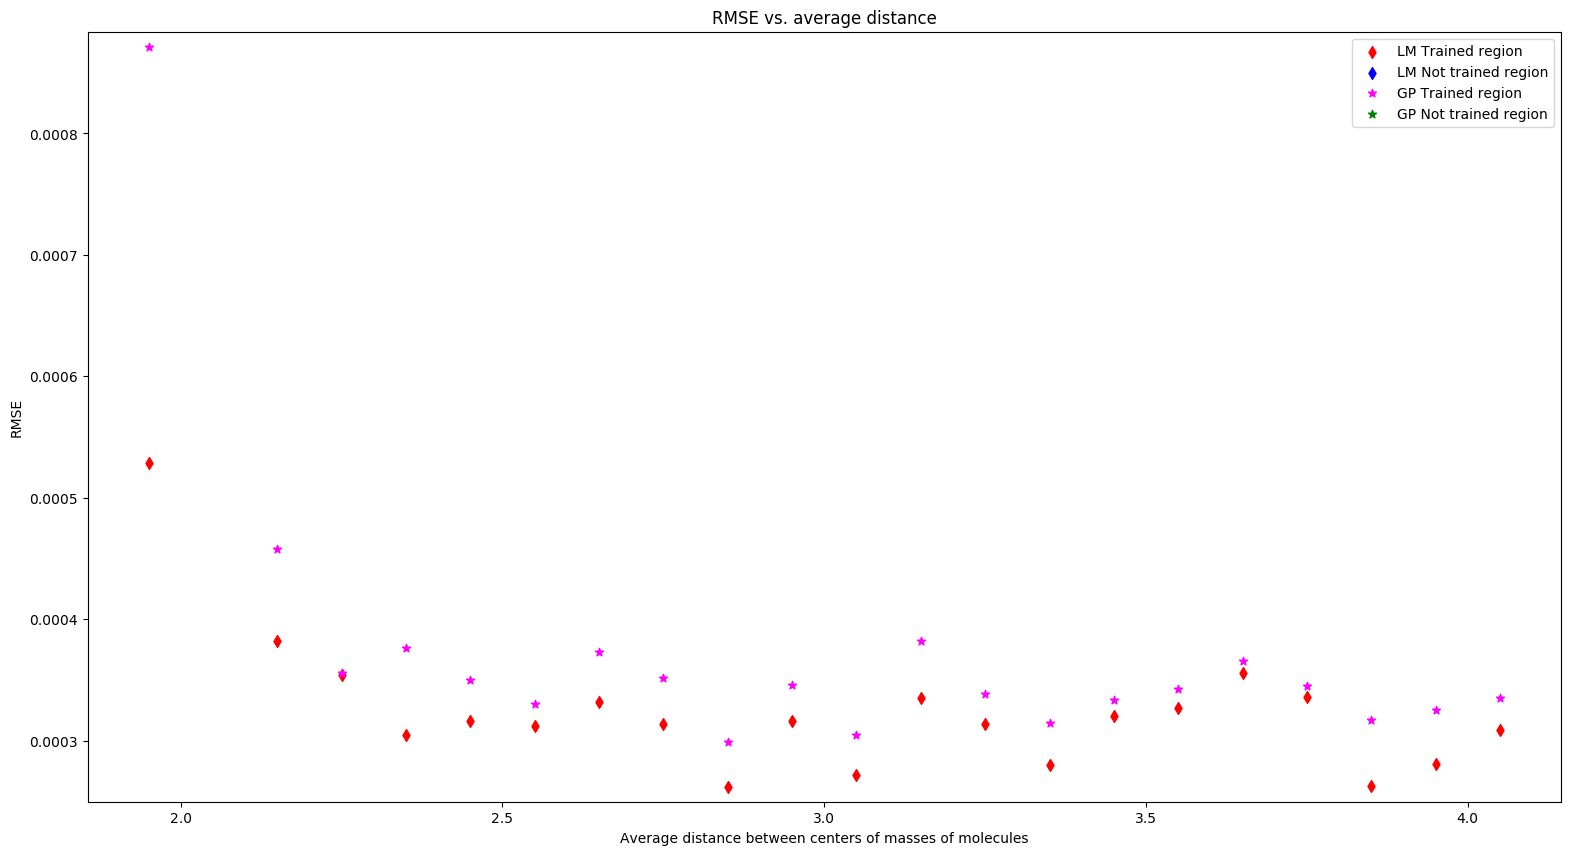 RMSE vs. average distance
LM Trained region
LM Not trained region
GP Trained region
GP Not trained region
0.0008
0.0007
0.0006
0.0005
0.0004
0.0003
RMSE
2.0
2.5
3.0
3.5
4.0
Average distance between centers of masses of molecules